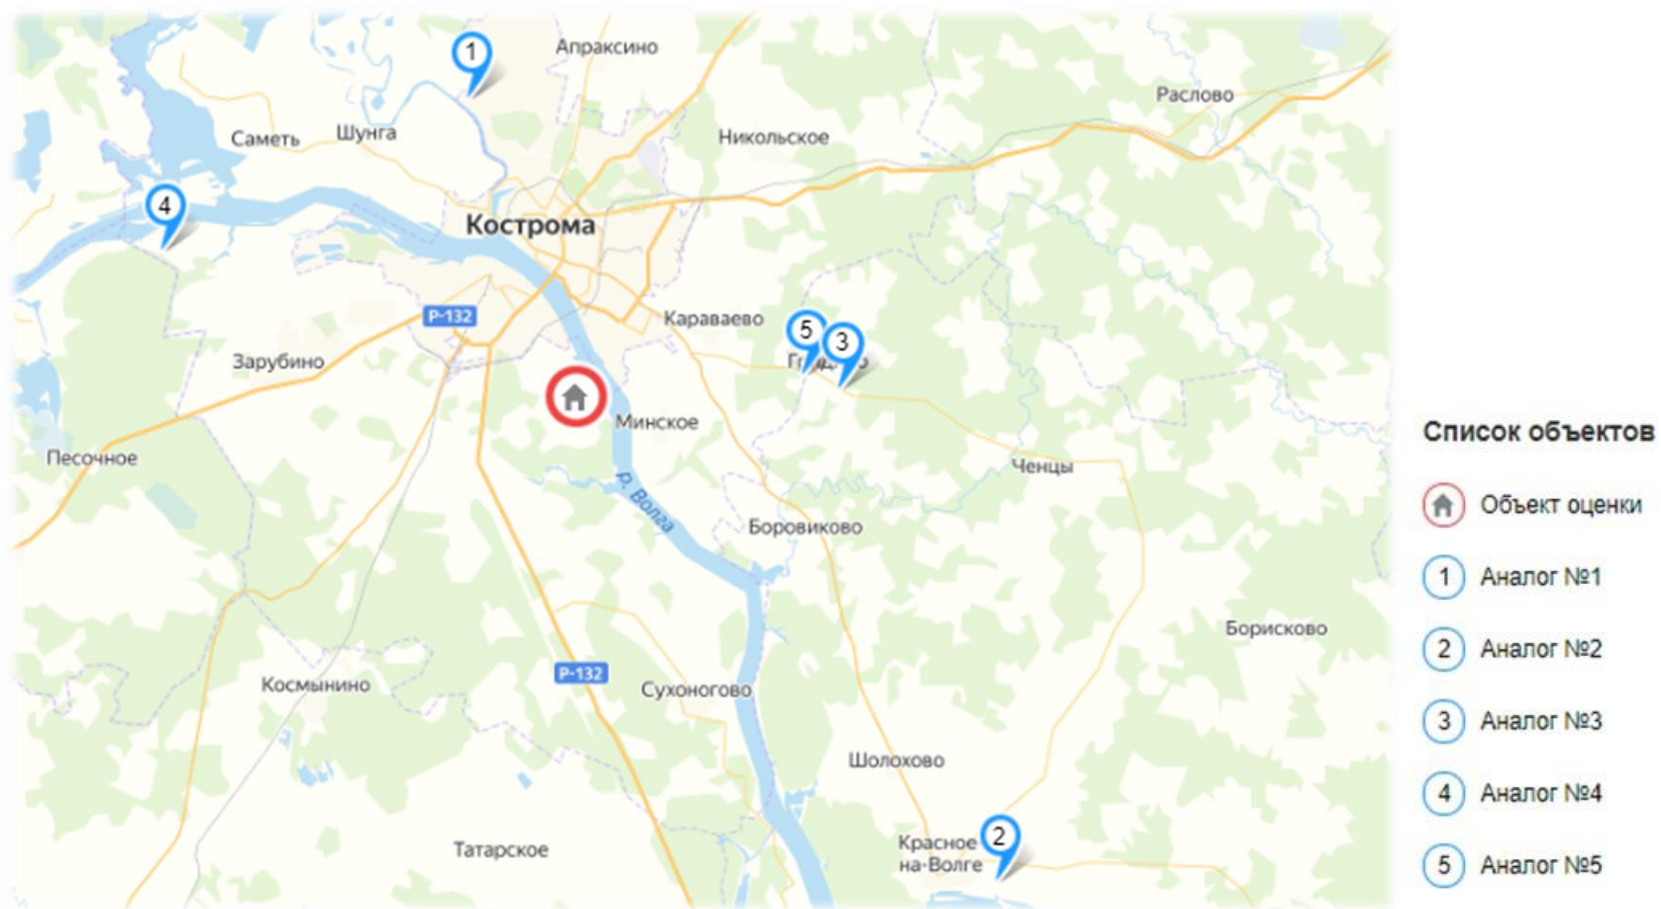 1
Апраксино
Раслово
Саметь
Шунга
Никольское
4
Кострома
Р-132
Караваево
5
3
Зарубино
Минское
Песочное
Ченцы
р. Волга
Боровиково
Борисково
Космынино
Р-132
Сухоногово
Шолохово
Татарское
Красное
на-Волге
2
Список объектов
Объект оценки
1 Аналог №1
2 Аналог №2
3 Аналог №3
4 Аналог №4
5 Аналог №5